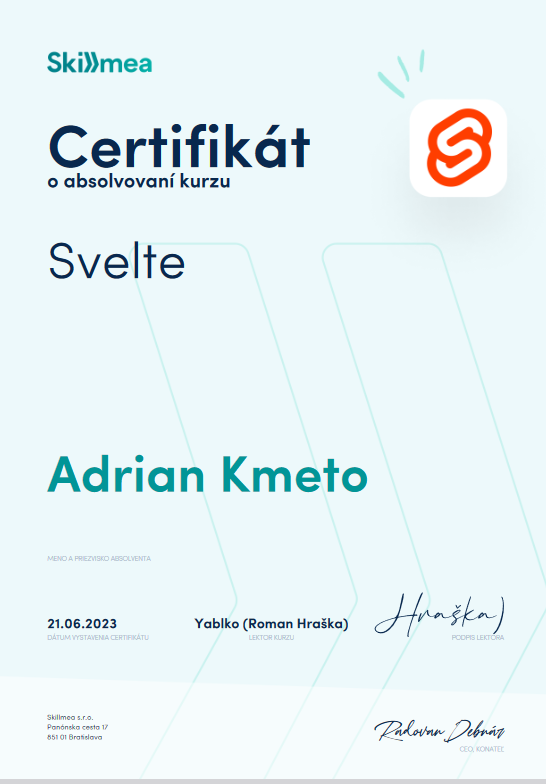 Skillmea
Certifikát
o absolvovaní kurzu
Svelte
Adrian Kmeto
MENO A PRIEZVISKO ABSOLVENTA
21.06.2023
DÁTUM VYSTAVENIA CERTIFIKÁTU
Yablko (Roman Hraška)
LEKTOR KURZU
Hraška)
PODPIS LEKTORA
Skillmea s.r.o.
Panónska cesta 17
851 01 Bratislava
Radovan Debnár
CEO, KONATEĽ